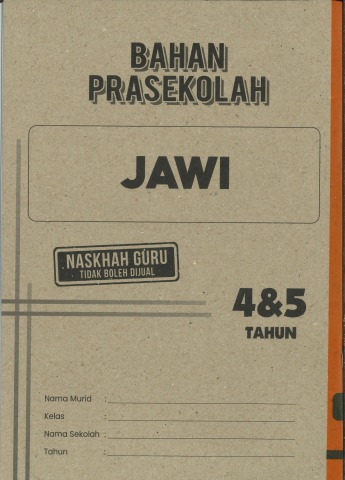 BAHAN
PRASEKOLAH
JAWI
NASKHAH GURU
TIDAK BOLEH DIJUAL
4&5
TAHUN
Nama Murid :
Kelas :
Nama Sekolah :
Tahun :